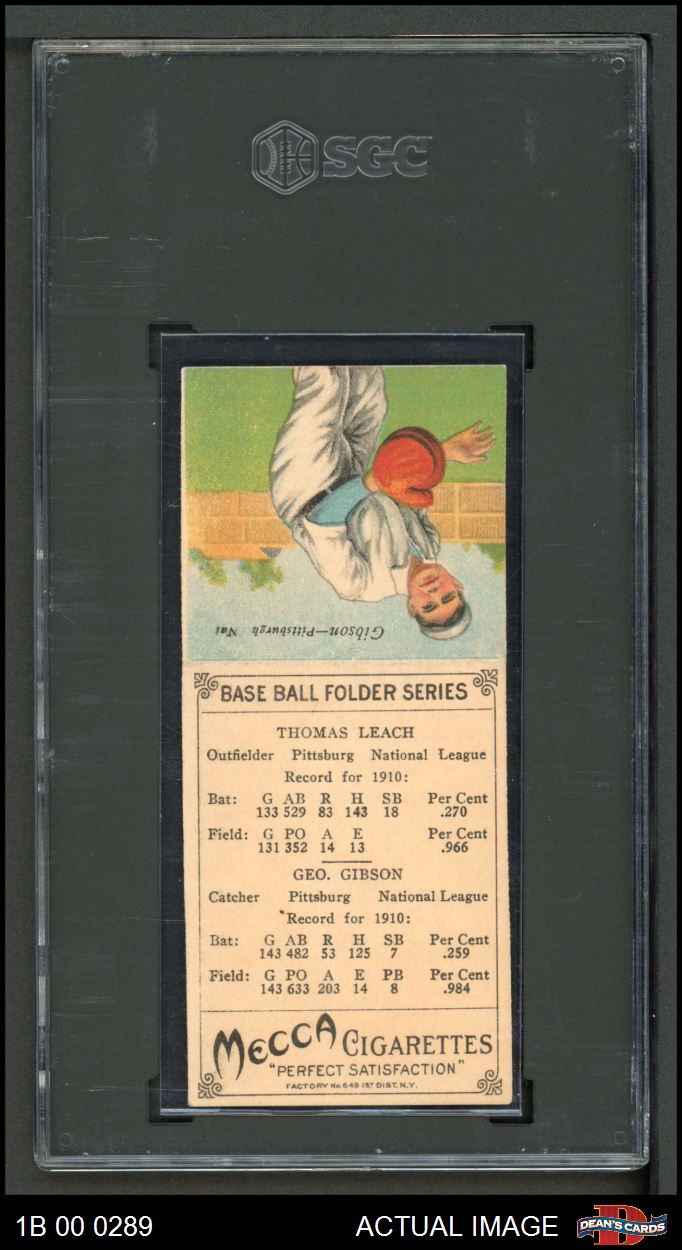 SGC
Gibson—Pittsburgh Nat
BASE BALL FOLDER SERIES
THOMAS LEACH
Outfielder Pittsburg National League
Record for 1910:
Bat: G AB R H SB Per Cent
133 529 83 143 18 .270
Field: G PO A E Per Cent
131 352 14 13 .966
GEO. GIBSON
Catcher Pittsburg National League
Record for 1910:
Bat: G AB R H SB Per Cent
143 482 53 125 7 .259
Field: G PO A E PB Per Cent
143 633 203 14 8 .984
MECCA CIGARETTES
"PERFECT SATISFACTION"
FACTORY No. 649 1ST DIST. N.Y.
1B 00 0289 ACTUAL IMAGE DEAN'S CARDS